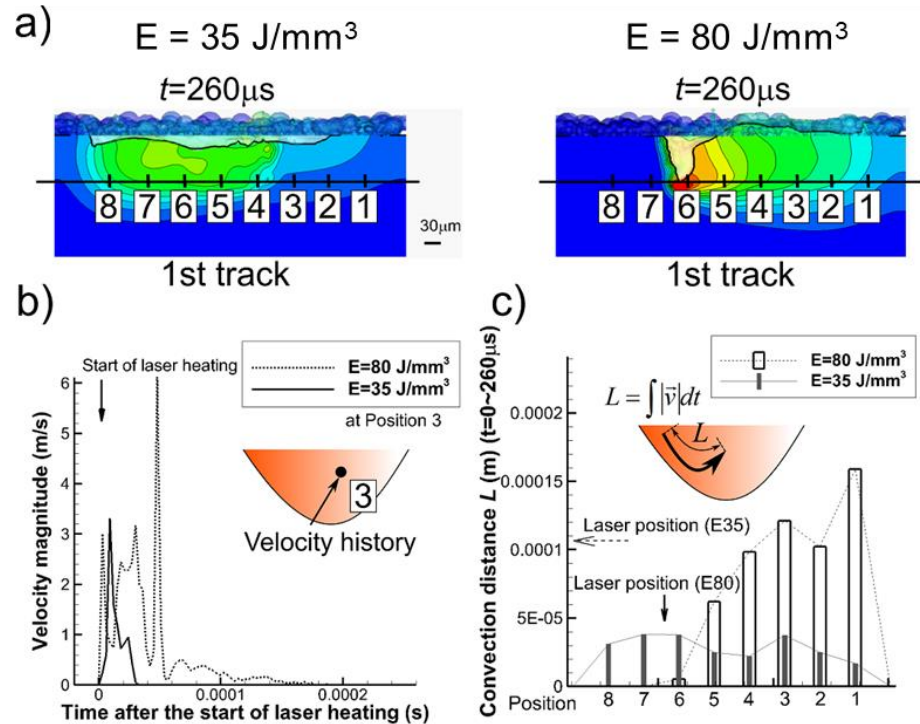 a)
E = 35 J/mm³
E = 80 J/mm³
t=260μs
t=260μs
8 7 6 5 4 3 2 1
8 7 6 5 4 3 2 1
30μm
1st track
1st track
b)
Start of laser heating
E=80 J/mm³
E=35 J/mm³
at Position 3
3
Velocity history
Velocity magnitude (m/s)
6
5
4
3
2
1
0
0 0.0001 0.0002
Time after the start of laser heating (s)
c)
E=80 J/mm³
E=35 J/mm³
L = ∫|v⃗|dt
L
Convection distance L (m) (t=0~260μs)
0.0002
0.00015
0.0001
5E-05
Laser position (E35)
Laser position (E80)
Position 8 7 6 5 4 3 2 1